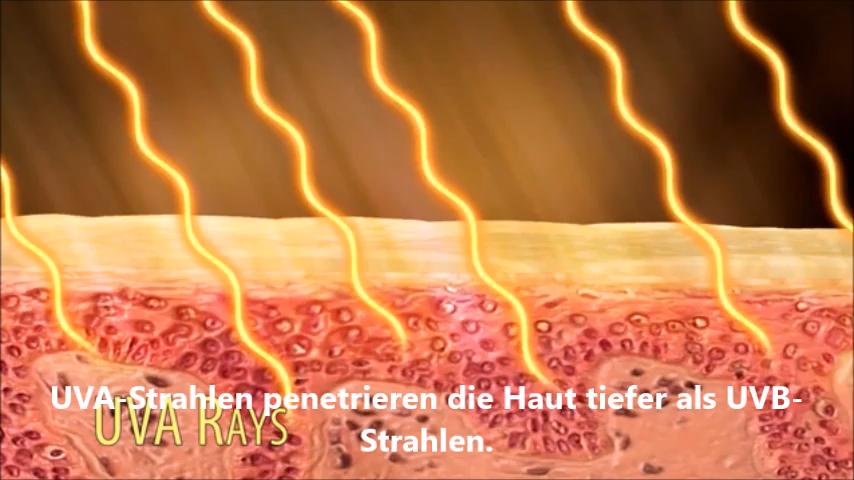 UVA-Strahlen penetrieren die Haut tiefer als UVB-
Strahlen.
UVA RAYS